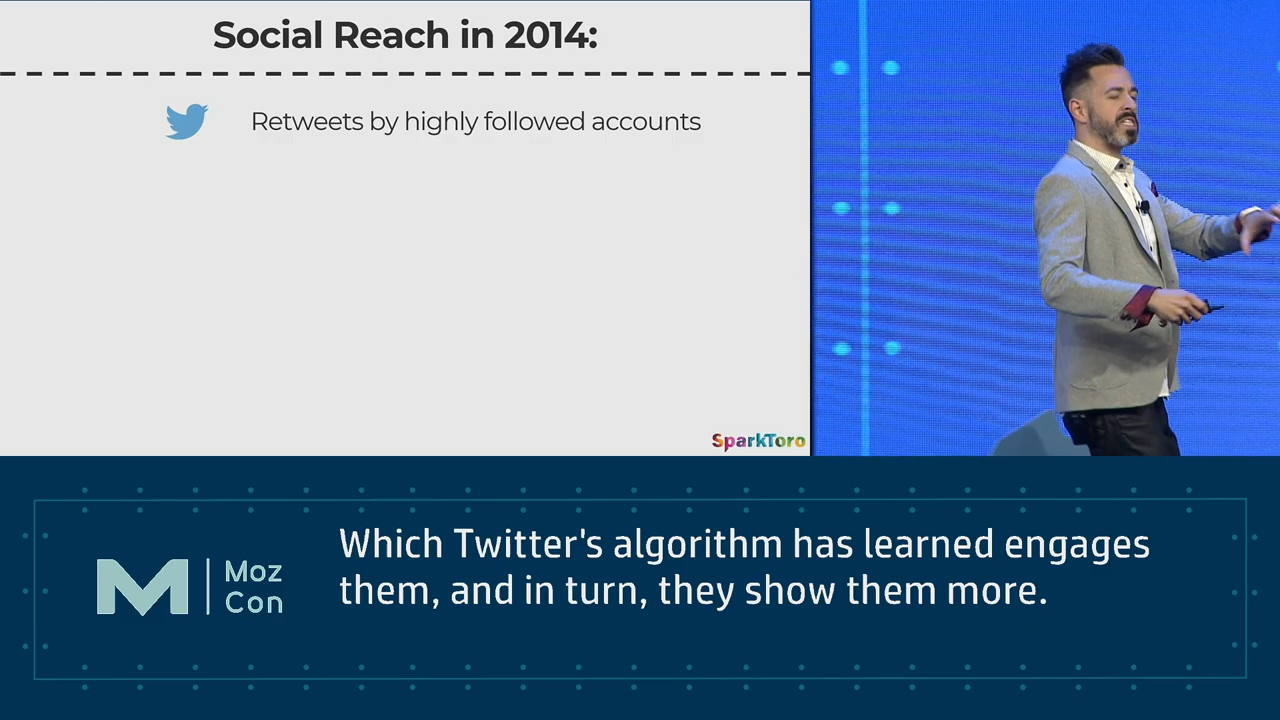 Social Reach in 2014:
Retweets by highly followed accounts
SparkToro
Moz
Con
Which Twitter's algorithm has learned engages
them, and in turn, they show them more.